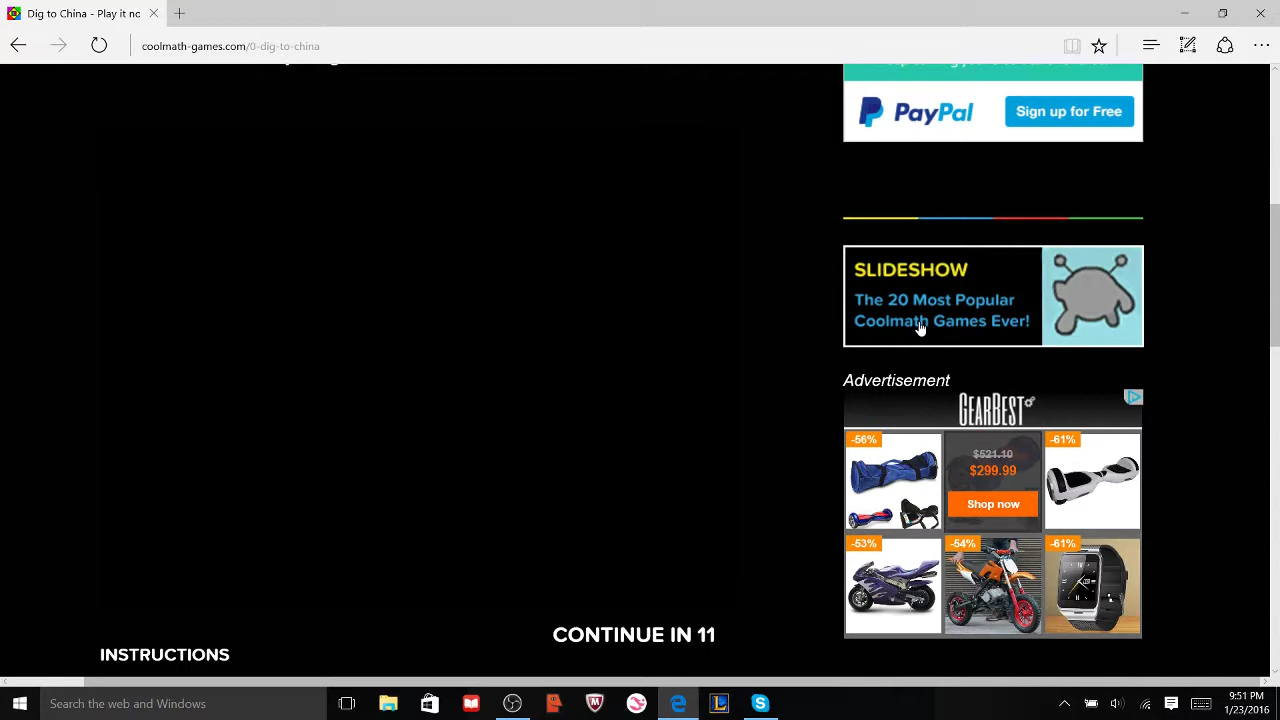 Dig to China - Play it no
coolmath-games.com/0-dig-to-china
PayPal
Sign up for Free
SLIDESHOW
The 20 Most Popular
Coolmath Games Ever!
Advertisement
GEARBEST
-56%
$521.10
$299.99
Shop now
-61%
-53%
-54%
-61%
CONTINUE IN 11
INSTRUCTIONS
Search the web and Windows
9:51 PM
1/23/2016